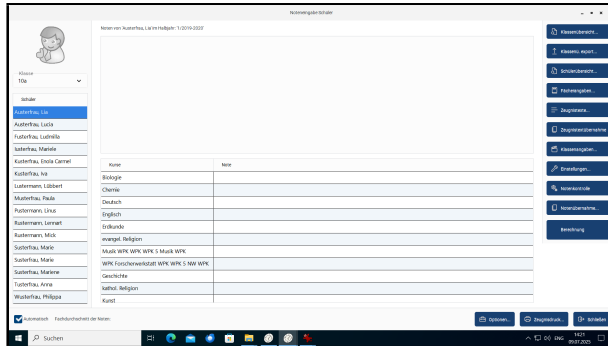 Noteneingabe Schüler
Noten von 'Austerfrau, Lia' im Halbjahr: '1/2019-2020'
Klasse
10a
Schüler
Austerfrau, Lia
Austerfrau, Lucia
Fusterfrau, Ludmilla
Iusterfrau, Mariele
Kusterfrau, Enola Carmel
Kusterfrau, Iva
Lustermann, Lübbert
Musterfrau, Paula
Pustermann, Linus
Rustermann, Lennart
Rustermann, Mick
Susterfrau, Marie
Susterfrau, Marie
Susterfrau, Marlene
Tusterfrau, Anna
Wusterfrau, Philippa
Kurse Note
Biologie
Chemie
Deutsch
Englisch
Erdkunde
evangel. Religion
Musik WPK WPK WPK 5 Musik WPK
WPK Forscherwerkstatt WPK WPK 5 NW WPK
Geschichte
kathol. Religion
Kunst
Klassenübersicht...
Klassenü. export...
Schülerübersicht...
Fächerangaben...
Zeugnistexte...
Zeugnistextübernahme
Klassenangaben...
Einstellungen...
Notenkontrolle
Notenübernahme...
Berechnung
Automatisch Fachdurchschnitt der Noten:
Optionen... Zeugnisdruck... Schließen
Suchen
ENG
14:21
09.07.2025